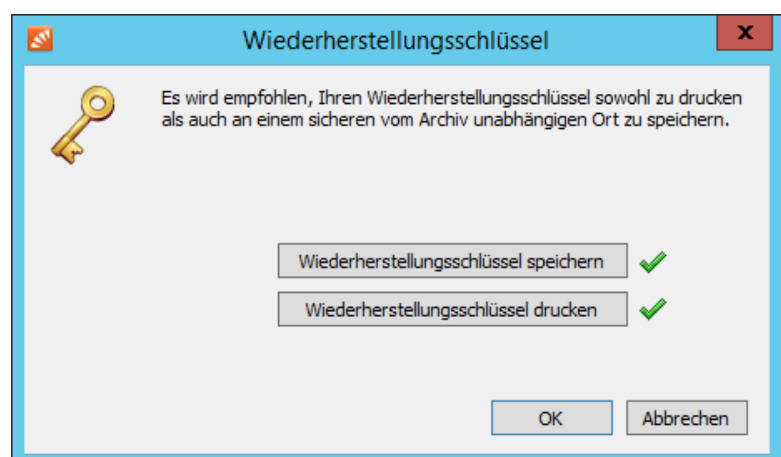 Wiederherstellungsschlüssel
x
Es wird empfohlen, Ihren Wiederherstellungsschlüssel sowohl zu drucken
als auch an einem sicheren vom Archiv unabhängigen Ort zu speichern.
Wiederherstellungsschlüssel speichern
Wiederherstellungsschlüssel drucken
OK
Abbrechen